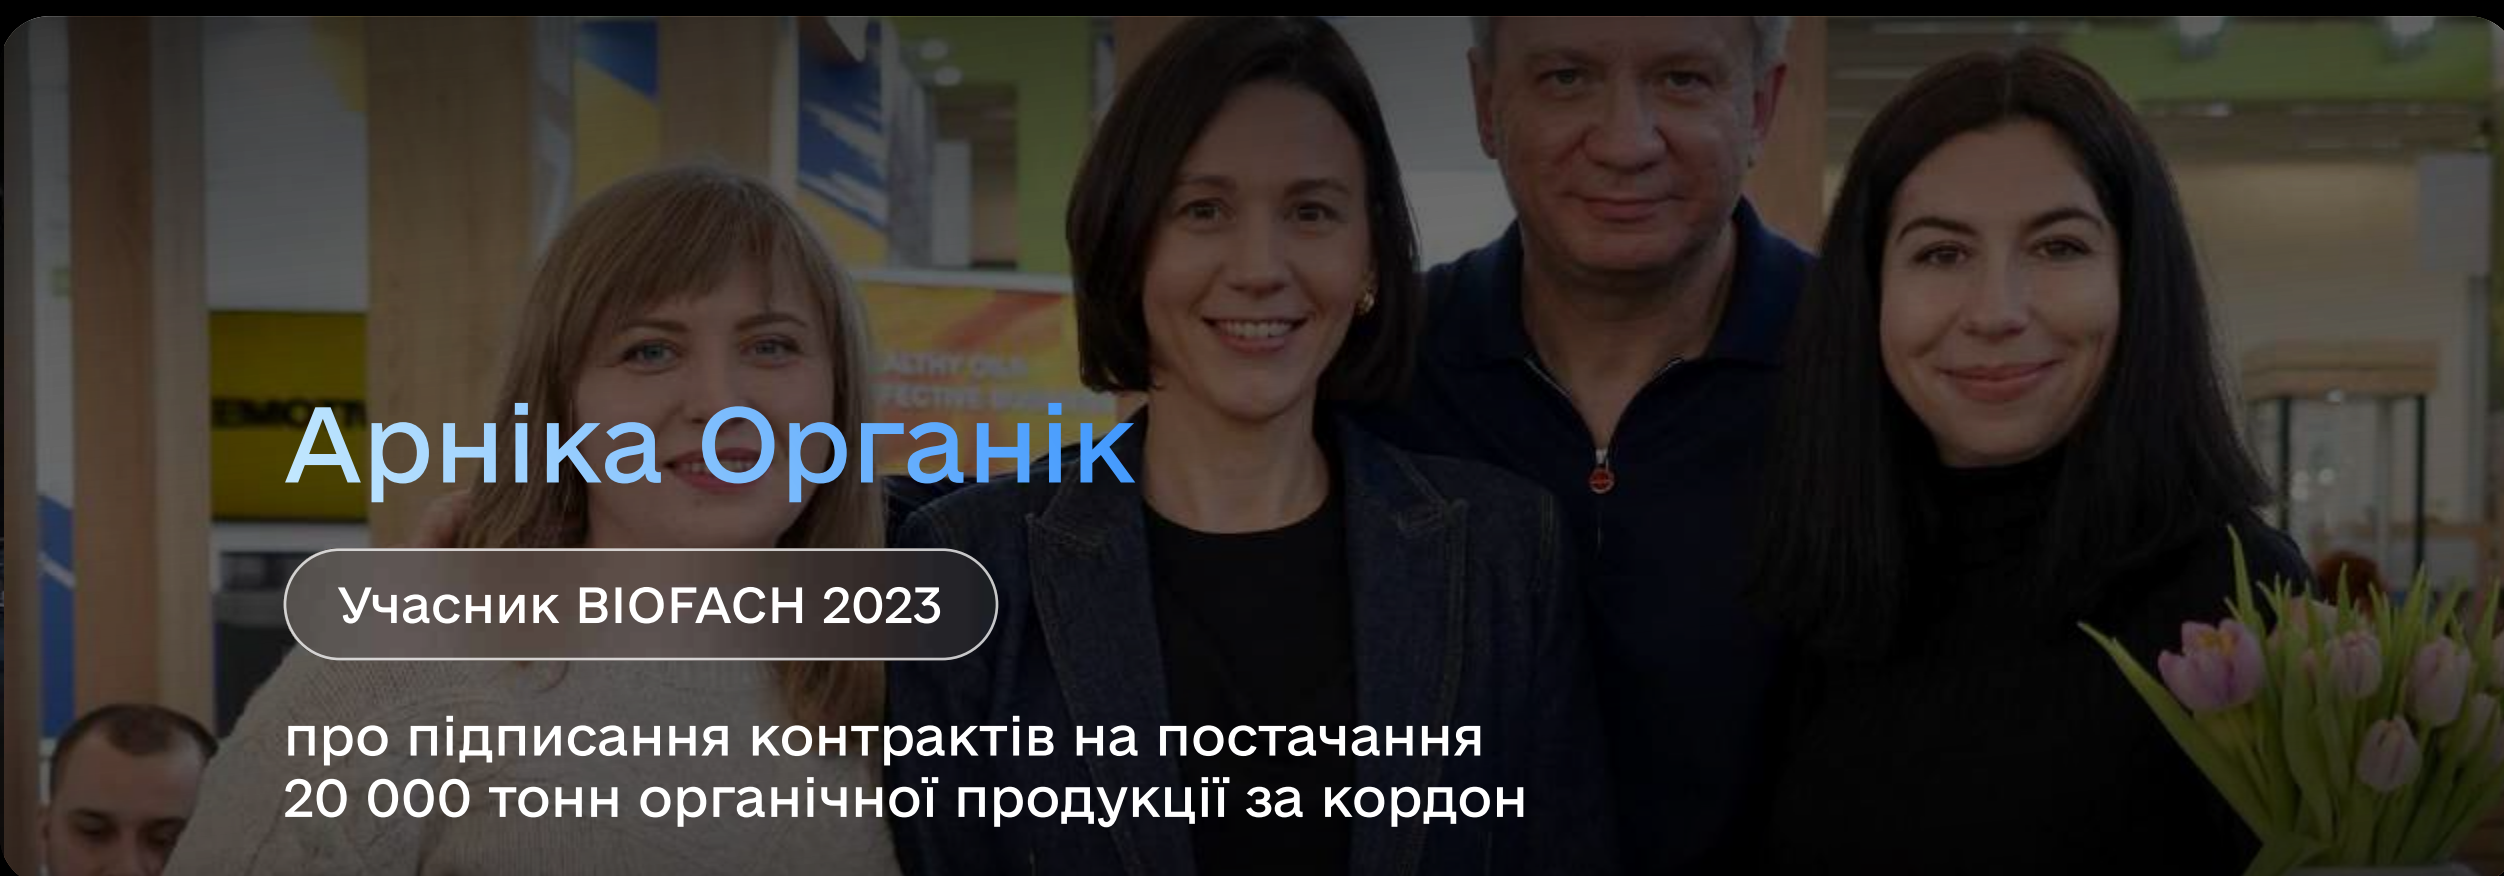 Арніка Органік
Учасник BIOFACH 2023
про підписання контрактів на постачання
20 000 тонн органічної продукції за кордон